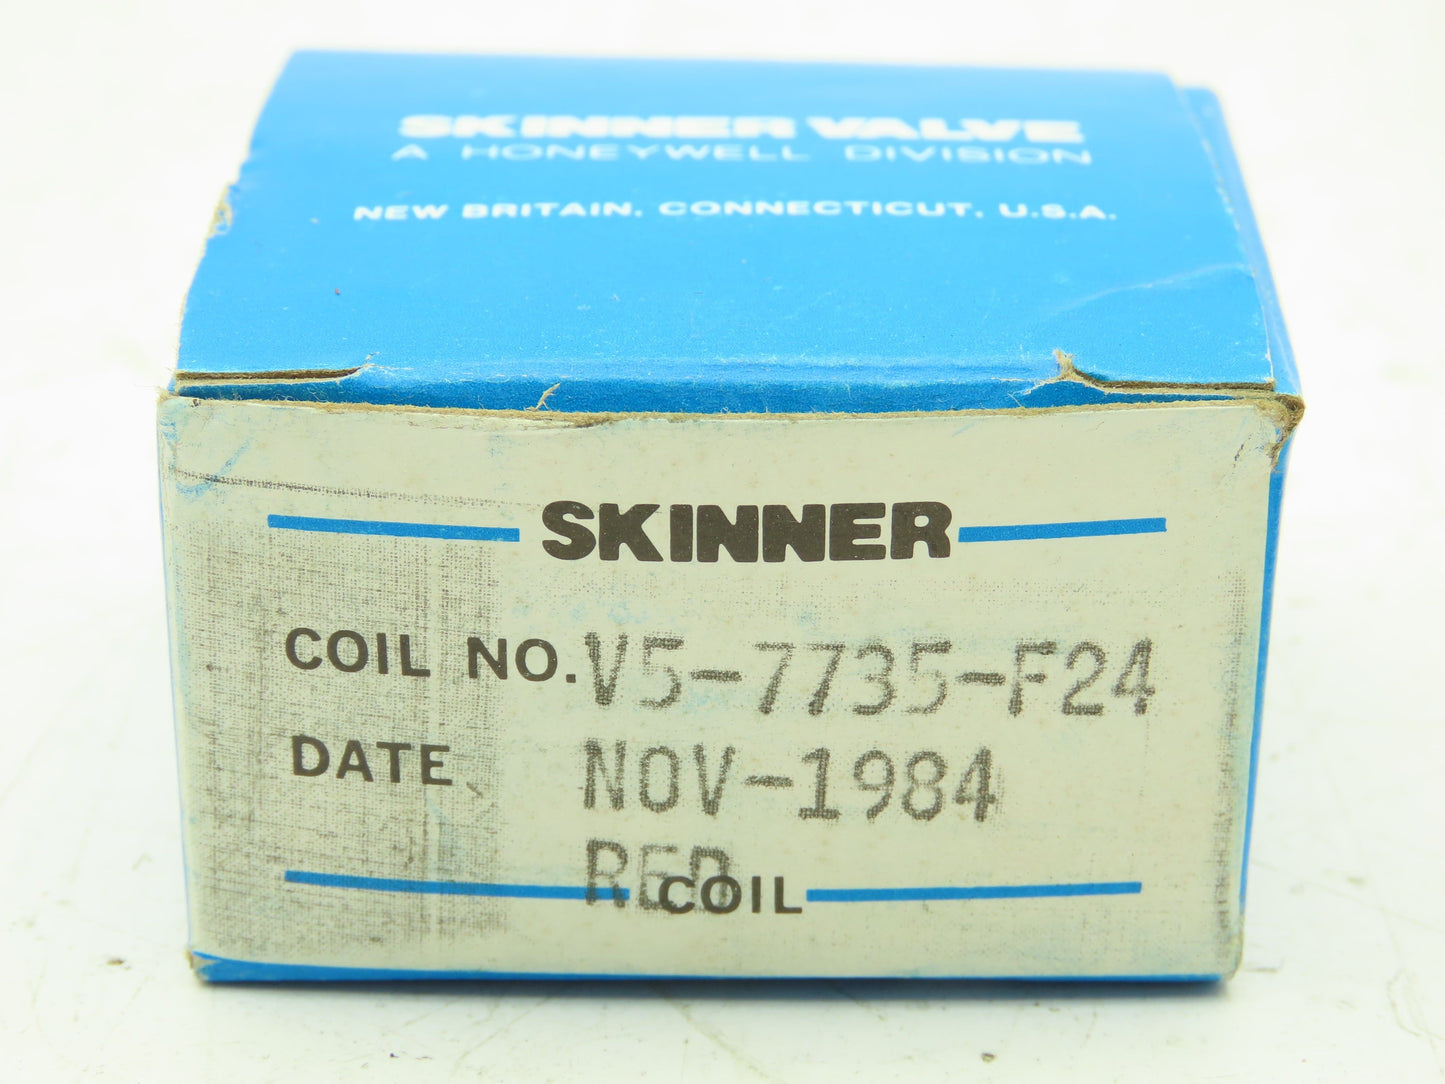 SKINNER VALVE
A HONEYWELL DIVISION
NEW BRITAIN, CONNECTICUT, U.S.A.
SKINNER
COIL NO. V5-7735-F24
DATE NOV-1984
RED
COIL